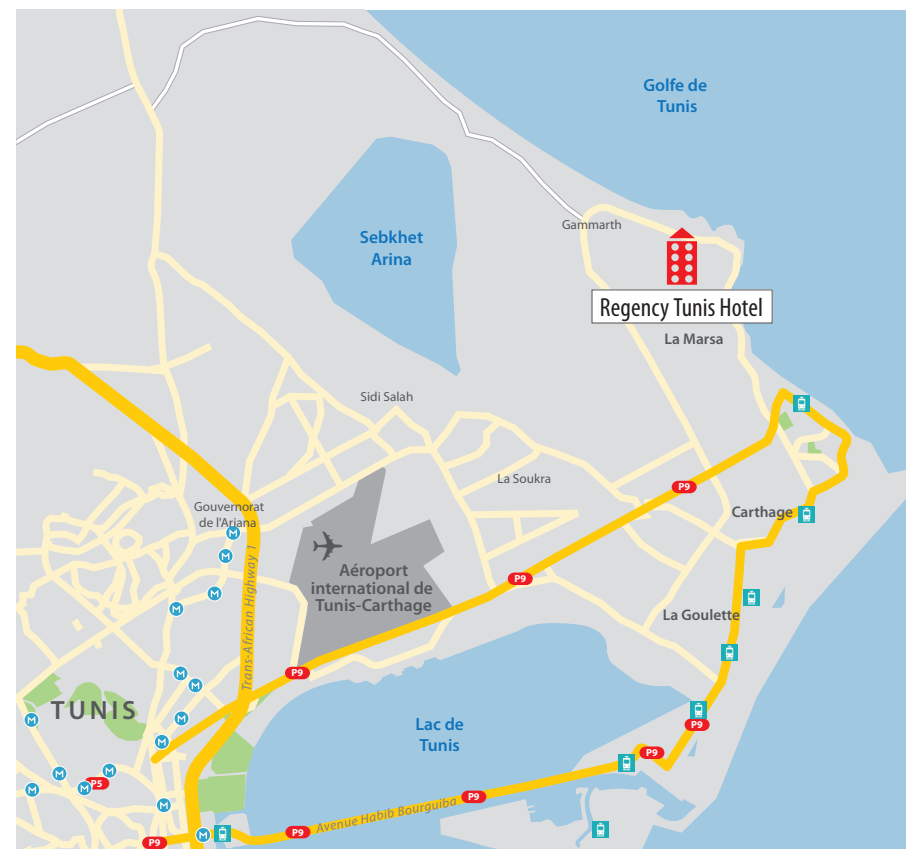 Golfe de
Tunis
Gammarth
Sebkhet
Arina
Regency Tunis Hotel
La Marsa
Sidi Salah
La Soukra
P9
Gouvernorat
de l'Ariana
Carthage
M
M
M
M
Trans-African Highway 1
Aéroport
international de
Tunis-Carthage
P9
La Goulette
P9
M
M
TUNIS
M
M
M
Lac de
Tunis
P9
P9
M
M
P5
M
M
M
P9
Avenue Habib Bourguiba
P9
M
P9